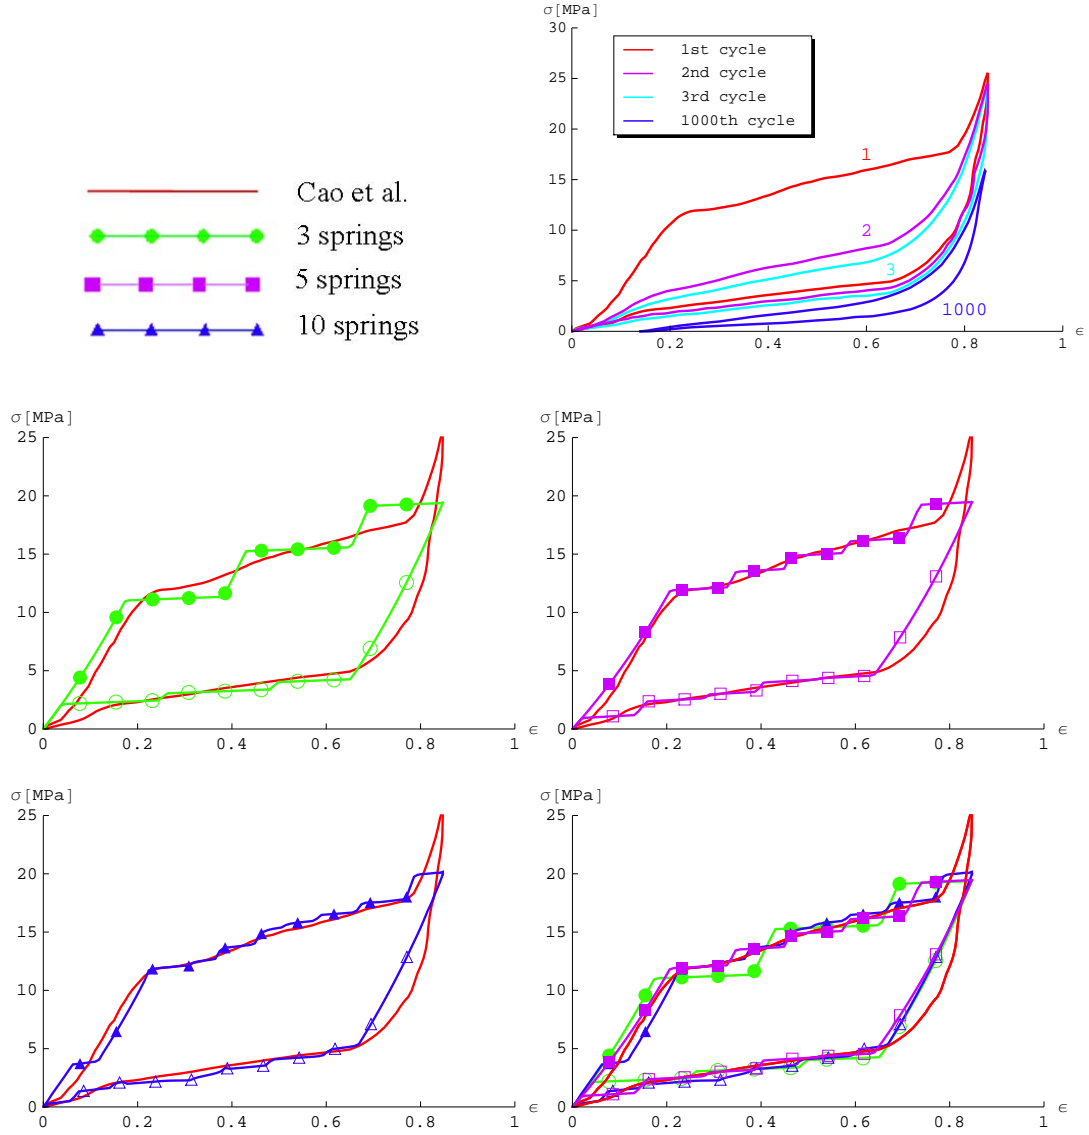 Cao et al.
3 springs
5 springs
10 springs
σ[MPa]
30
25
20
15
10
5
0
1st cycle
2nd cycle
3rd cycle
1000th cycle
1
2
3
1000
0 0.2 0.4 0.6 0.8 1 ϵ
σ[MPa]
25
20
15
10
5
0
0 0.2 0.4 0.6 0.8 1 ϵ
σ[MPa]
25
20
15
10
5
0
0 0.2 0.4 0.6 0.8 1 ϵ
σ[MPa]
25
20
15
10
5
0
0 0.2 0.4 0.6 0.8 1 ϵ
σ[MPa]
25
20
15
10
5
0
0 0.2 0.4 0.6 0.8 1 ϵ